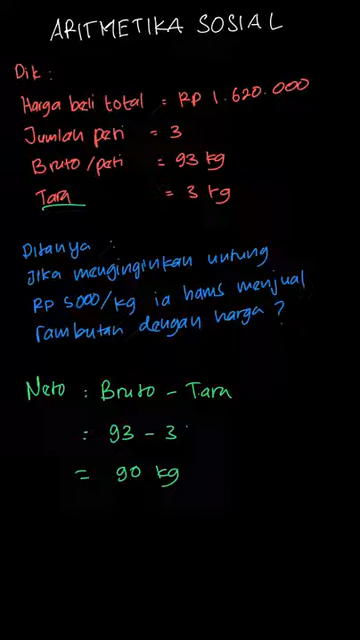 ARITMETIKA SOSIAL
Dik :
Harga beli total = RP 1.620.000
Jumlah peti = 3
Bruto/peti = 93 kg
Tara = 3 kg
Ditanya :
Jika menginginkan untung
RP 5000/kg ia harus menjual
rambutan dengan harga ?
Neto : Bruto - Tara
= 93 - 3
= 90 kg